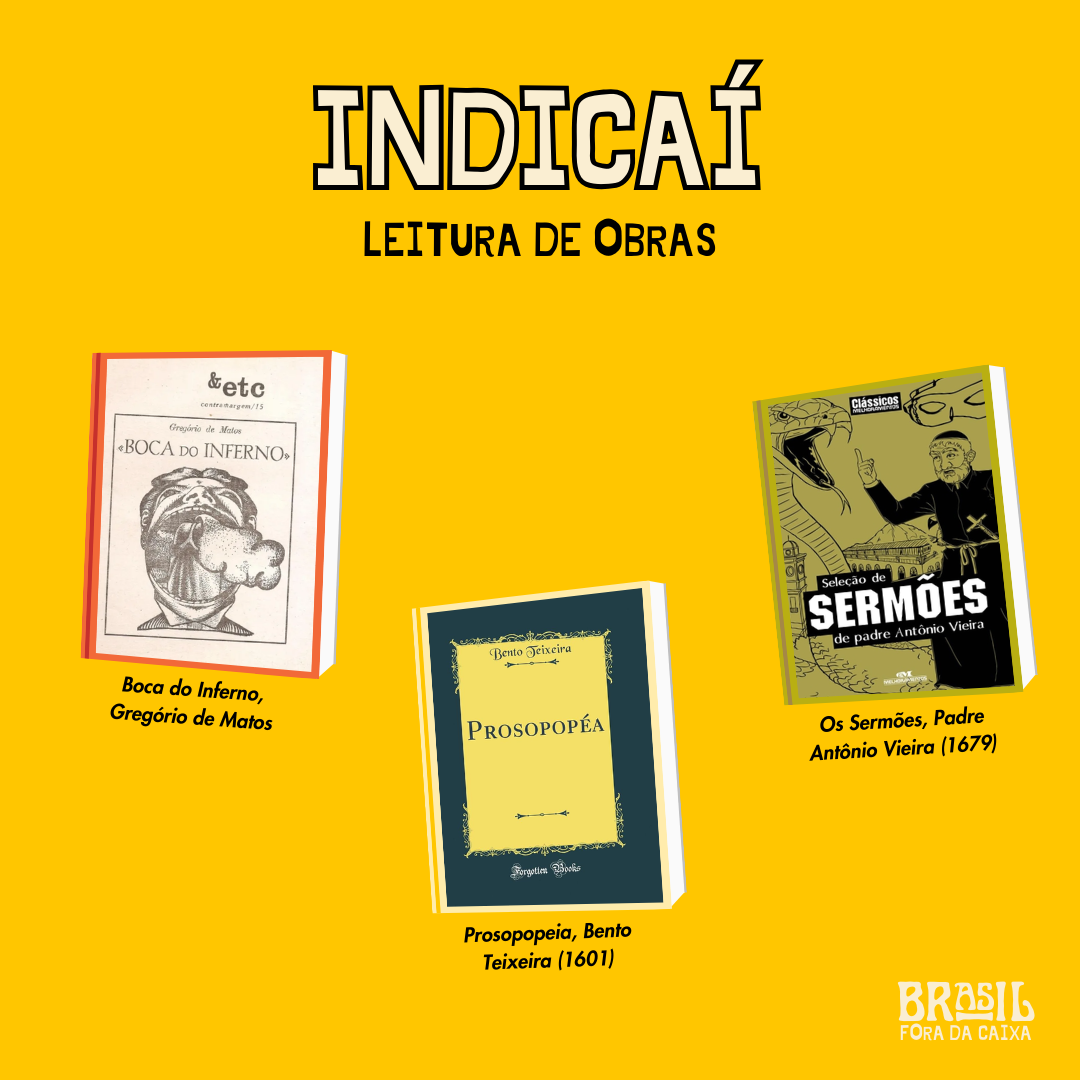 INDICAÍ
LEITURA DE OBRAS
&etc
contramargem/15
Gregório de Matos
«BOCA DO INFERNO»
Boca do Inferno,
Gregório de Matos
Bento Teixeira
PROSOPOPÉA
Forgotten Books
Prosopopeia, Bento
Teixeira (1601)
Clássicos
MELHORAMENTOS
Seleção de
SERMÕES
de padre Antônio Vieira
MELHORAMENTOS
Os Sermões, Padre
Antônio Vieira (1679)
BRASIL
FORA DA CAIXA